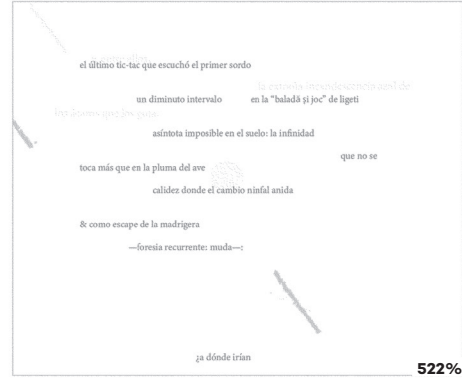 el último tic-tac que escuchó el primer sordo
un diminuto intervalo en la “baladă și joc” de ligeti
asíntota imposible en el suelo: la infinidad
que no se
toca más que en la pluma del ave
calidez donde el cambio ninfal anida
& como escape de la madrigera
—foresia recurrente: muda—:
¿a dónde irían
522%